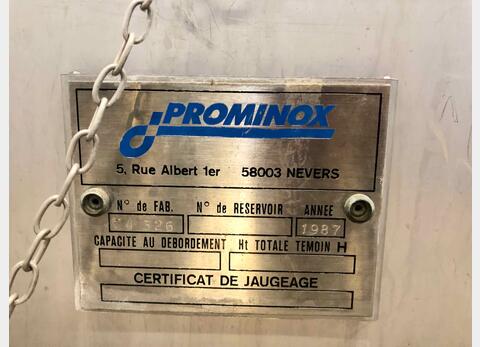 PROMINOX
5, Rue Albert 1er 58003 NEVERS
N° de FAB. N° de RESERVOIR ANNEE
1987
CAPACITE AU DEBORDEMENT Ht TOTALE TEMOIN H
CERTIFICAT DE JAUGEAGE